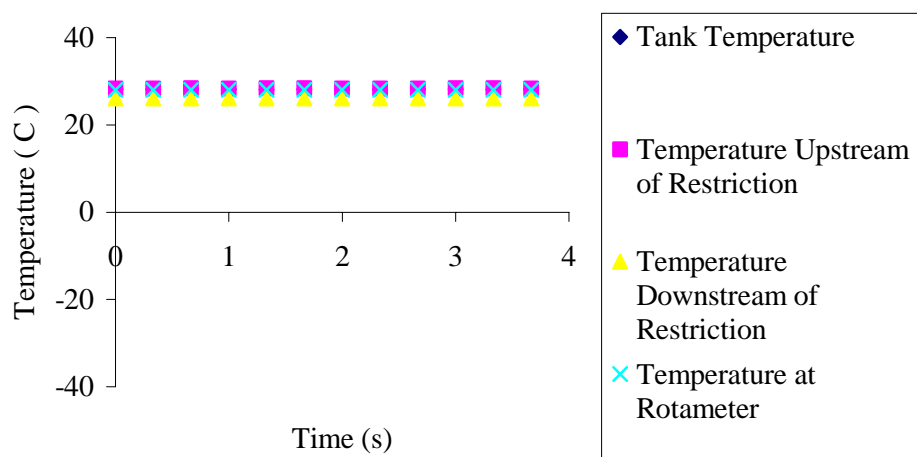 40
20
0
-20
-40
Temperature ( C )
0 1 2 3 4
Time (s)
Tank Temperature
Temperature Upstream
of Restriction
Temperature
Downstream of
Restriction
Temperature at
Rotameter